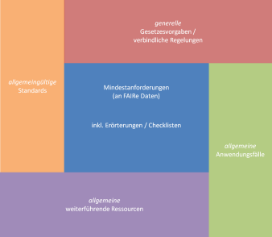 generelle
Gesetzesvorgaben /
verbindliche Regelungen
allgemeingültige
Standards
Mindestanforderungen
(an FAIRe Daten)
inkl. Erörterungen / Checklisten
allgemeine
Anwendungsfälle
allgemeine
weiterführende Ressourcen